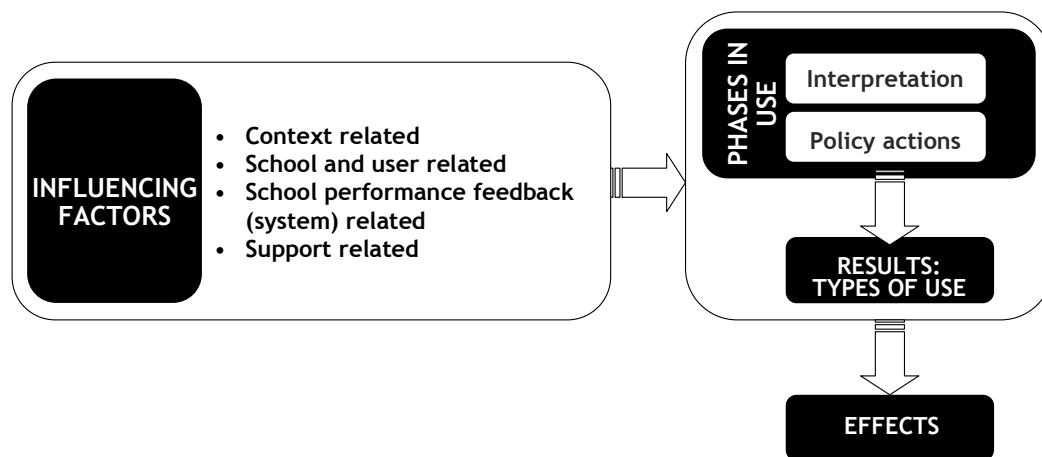 INFLUENCING
FACTORS
• Context related
• School and user related
• School performance feedback
(system) related
• Support related
PHASES IN
USE
Interpretation
Policy actions
RESULTS:
TYPES OF USE
EFFECTS